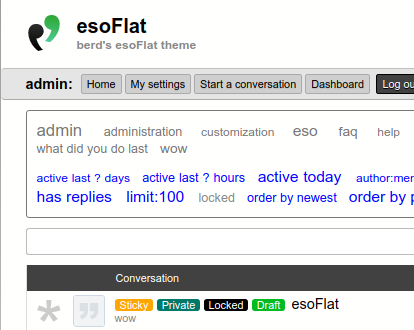 esoFlat
berd's esoFlat theme
admin: Home My settings Start a conversation Dashboard Log ou
admin administration customization eso faq help
what did you do last wow
active last ? days active last ? hours active today author:mer
has replies limit:100 locked order by newest order by p
Conversation
Sticky Private Locked Draft esoFlat
wow